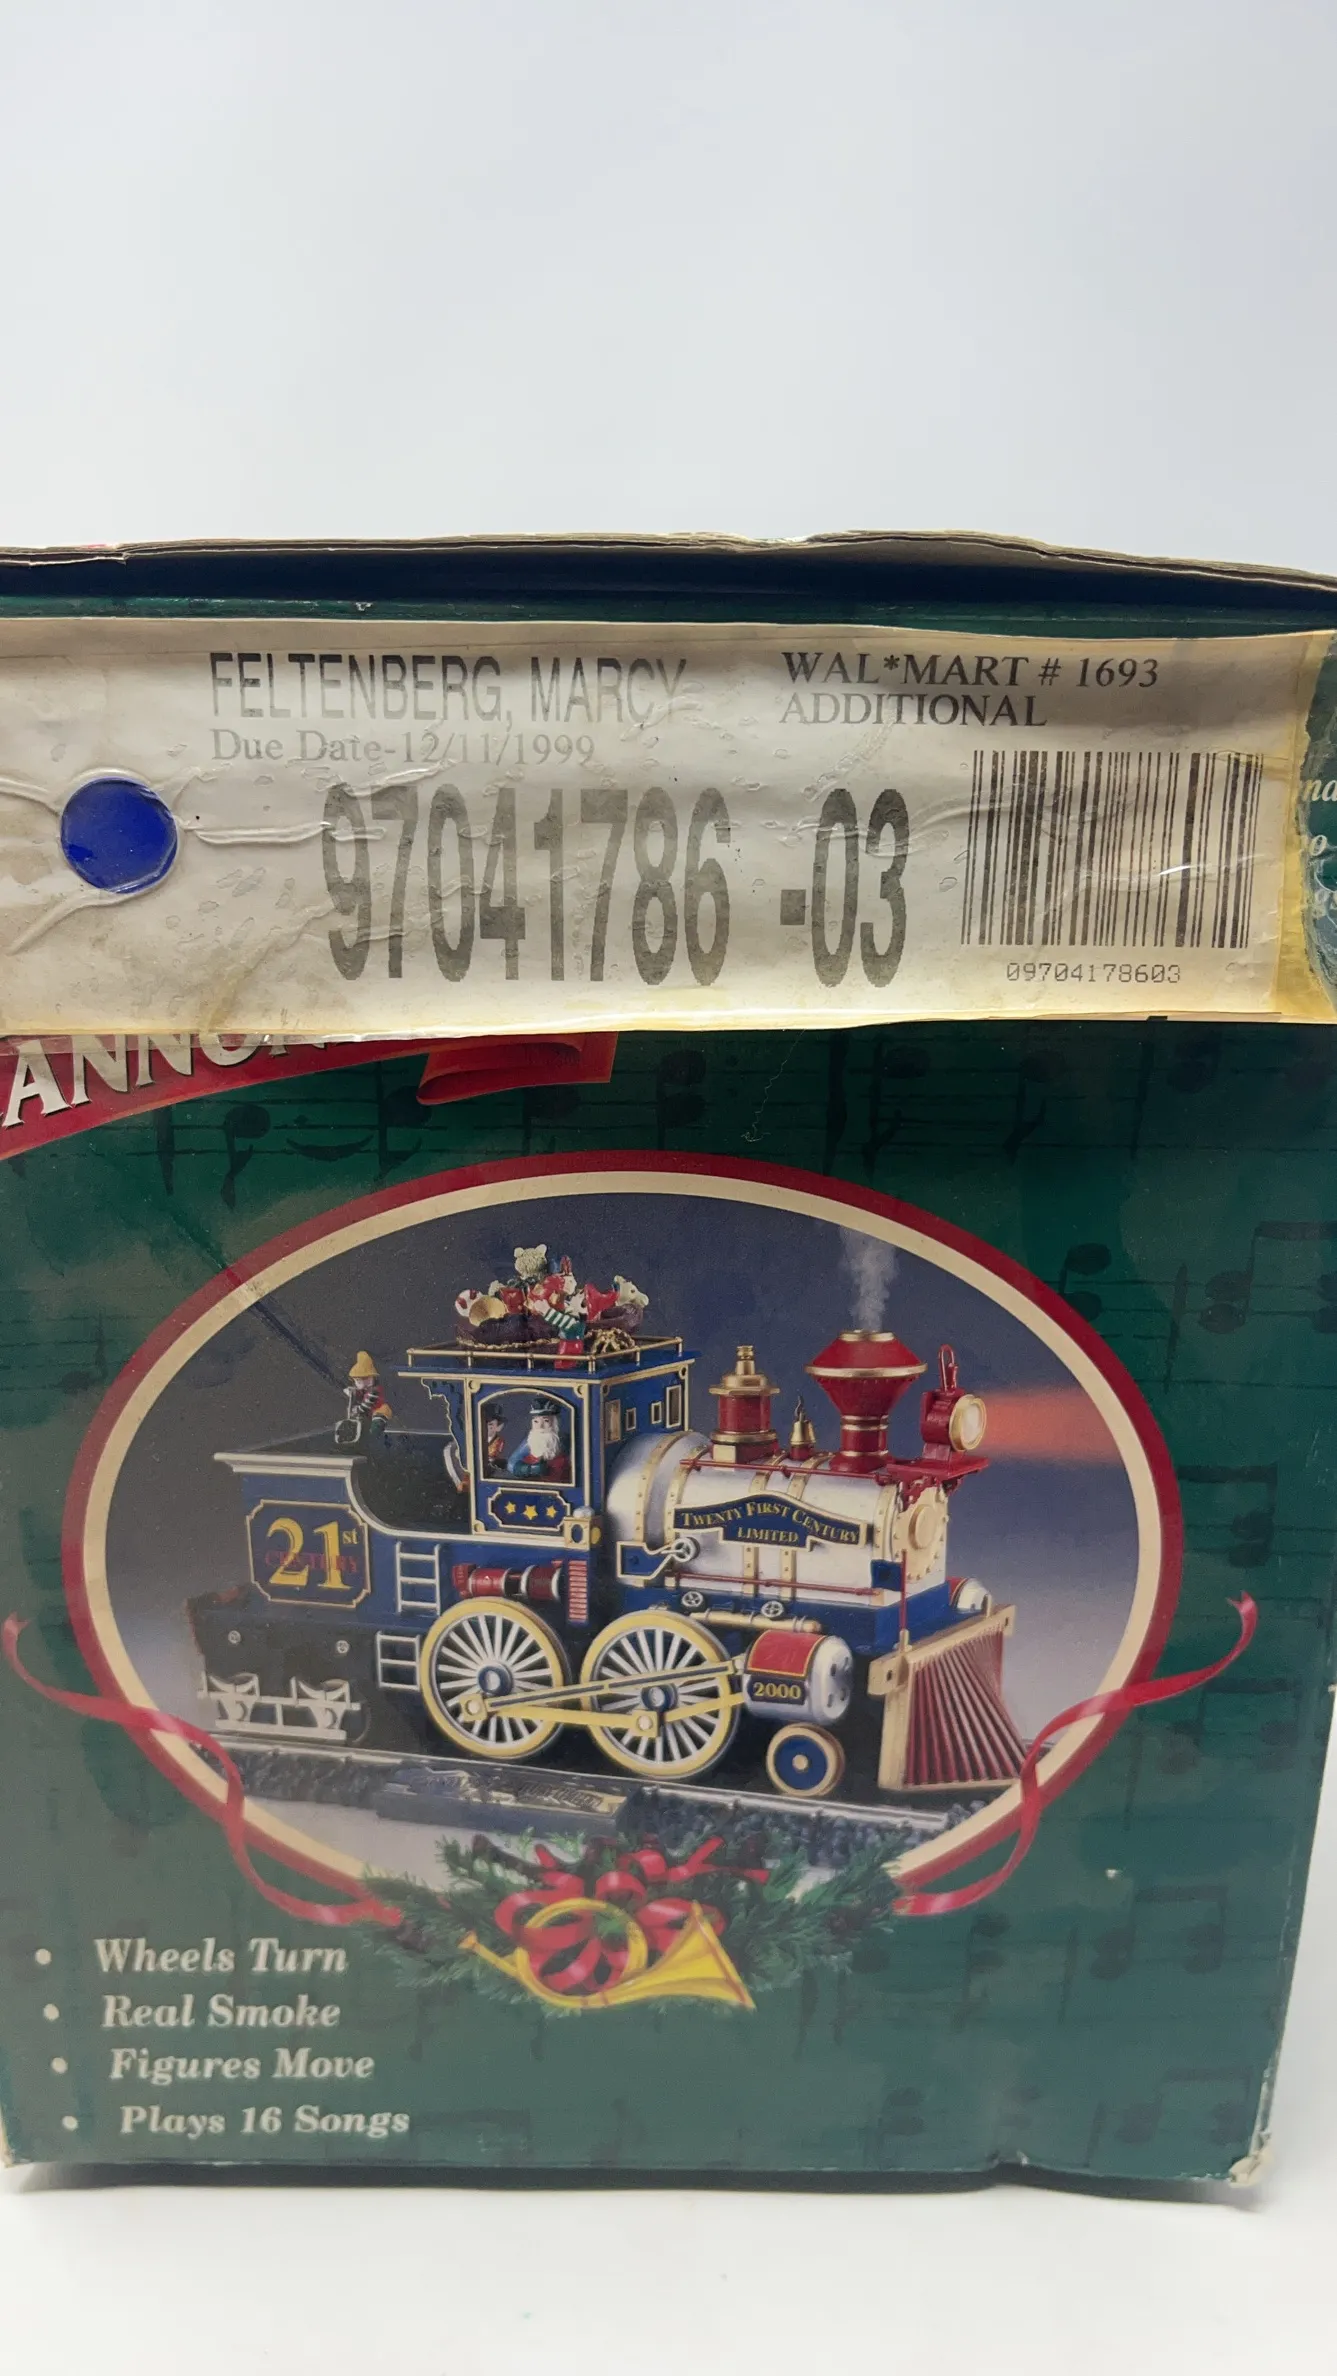 FELTENBERG, MARCY
Due Date-12/11/1999
WAL*MART # 1693
ADDITIONAL
97041786 -03
09704178603
21st
CENTURY
TWENTY FIRST CENTURY
LIMITED
2000
• Wheels Turn
• Real Smoke
• Figures Move
• Plays 16 Songs